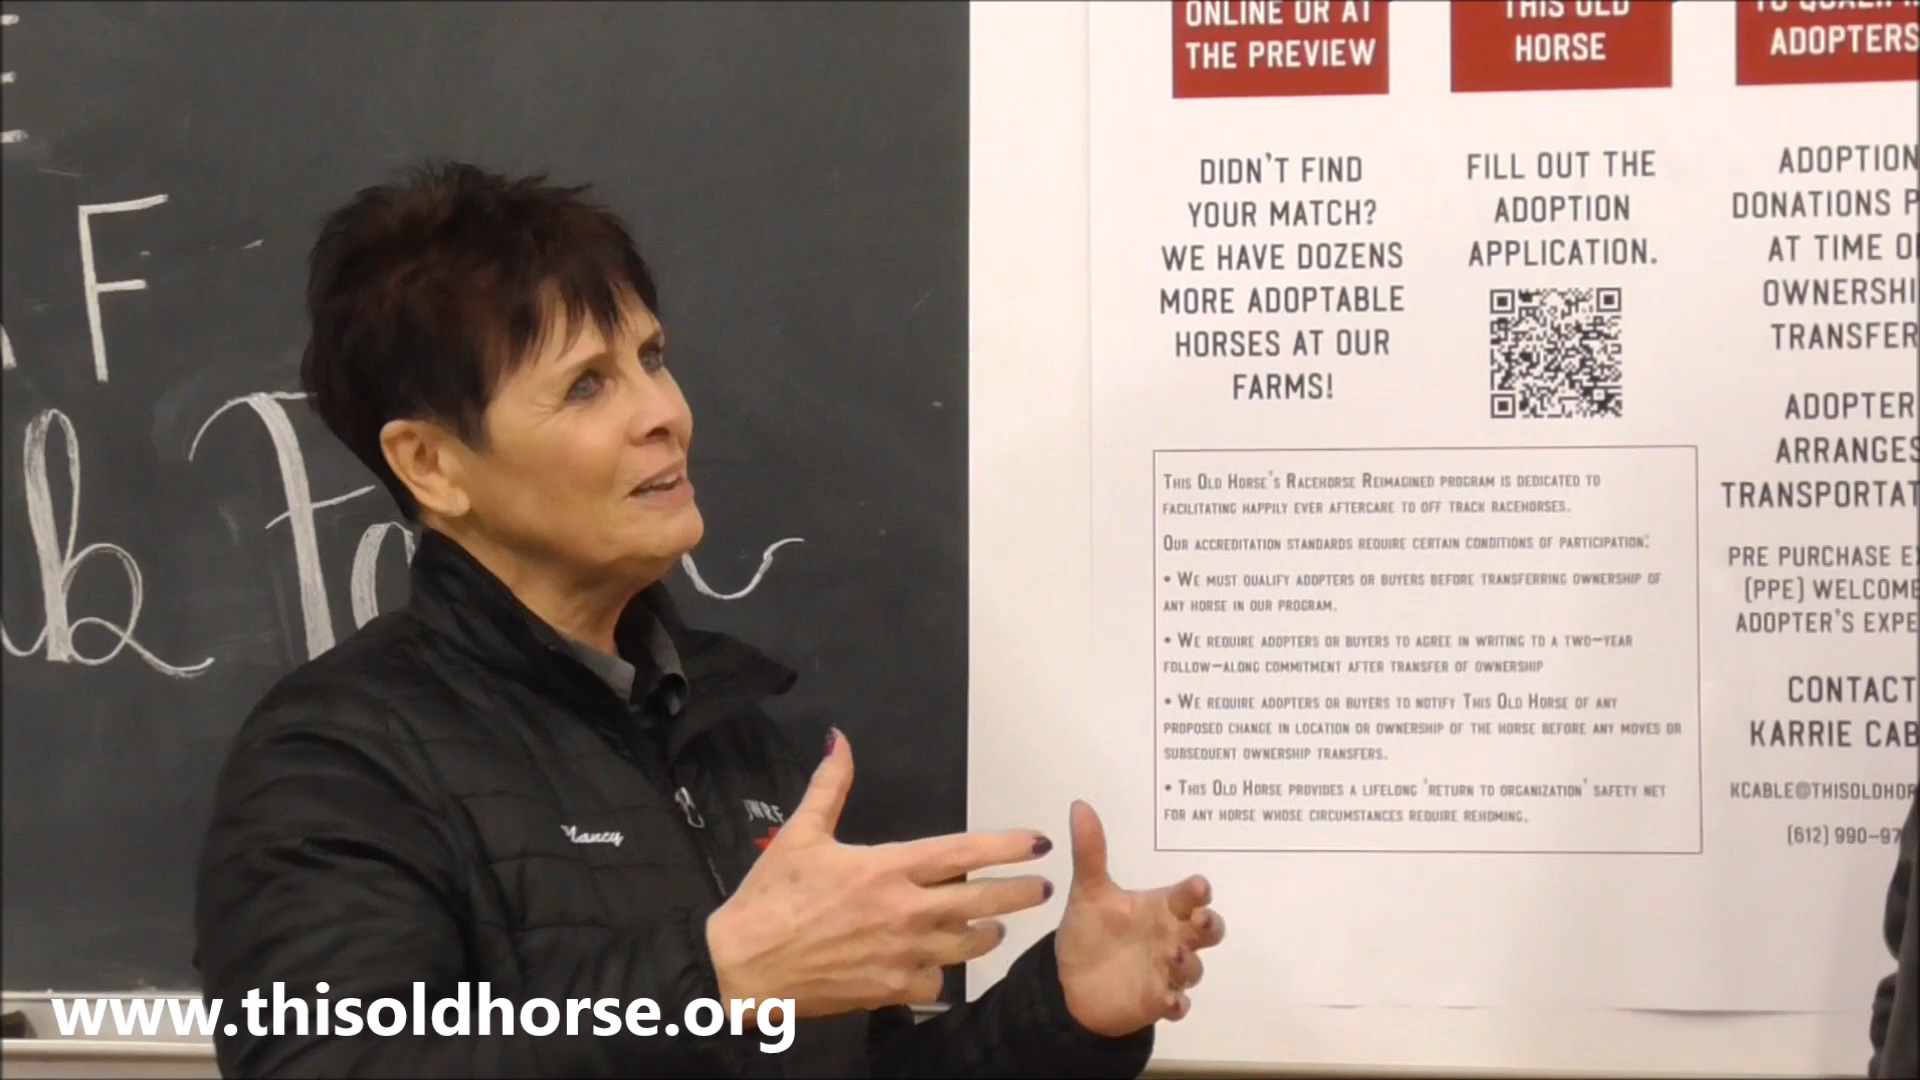 F
ONLINE OR AT
THE PREVIEW
THIS OLD
HORSE
ADOPTERS
DIDN'T FIND
YOUR MATCH?
WE HAVE DOZENS
MORE ADOPTABLE
HORSES AT OUR
FARMS!
FILL OUT THE
ADOPTION
APPLICATION.
ADOPTION
DONATIONS P
AT TIME O
OWNERSHI
TRANSFER
ADOPTER
ARRANGES
TRANSPORTAT
PRE PURCHASE E
(PPE) WELCOME
ADOPTER'S EXPE
CONTACT
KARRIE CAB
KCABLE@THISOLDHOR
(612) 990-97
THIS OLD HORSE'S RACEHORSE REIMAGINED PROGRAM IS DEDICATED TO
FACILITATING HAPPILY EVER AFTERCARE TO OFF TRACK RACEHORSES.
OUR ACCREDITATION STANDARDS REQUIRE CERTAIN CONDITIONS OF PARTICIPATION:
• WE MUST QUALIFY ADOPTERS OR BUYERS BEFORE TRANSFERRING OWNERSHIP OF
ANY HORSE IN OUR PROGRAM.
• WE REQUIRE ADOPTERS OR BUYERS TO AGREE IN WRITING TO A TWO-YEAR
FOLLOW-ALONG COMMITMENT AFTER TRANSFER OF OWNERSHIP
• WE REQUIRE ADOPTERS OR BUYERS TO NOTIFY THIS OLD HORSE OF ANY
PROPOSED CHANGE IN LOCATION OR OWNERSHIP OF THE HORSE BEFORE ANY MOVES OR
SUBSEQUENT OWNERSHIP TRANSFERS.
• THIS OLD HORSE PROVIDES A LIFELONG 'RETURN TO ORGANIZATION' SAFETY NET
FOR ANY HORSE WHOSE CIRCUMSTANCES REQUIRE REHOMING.
Nancy
www.thisoldhorse.org